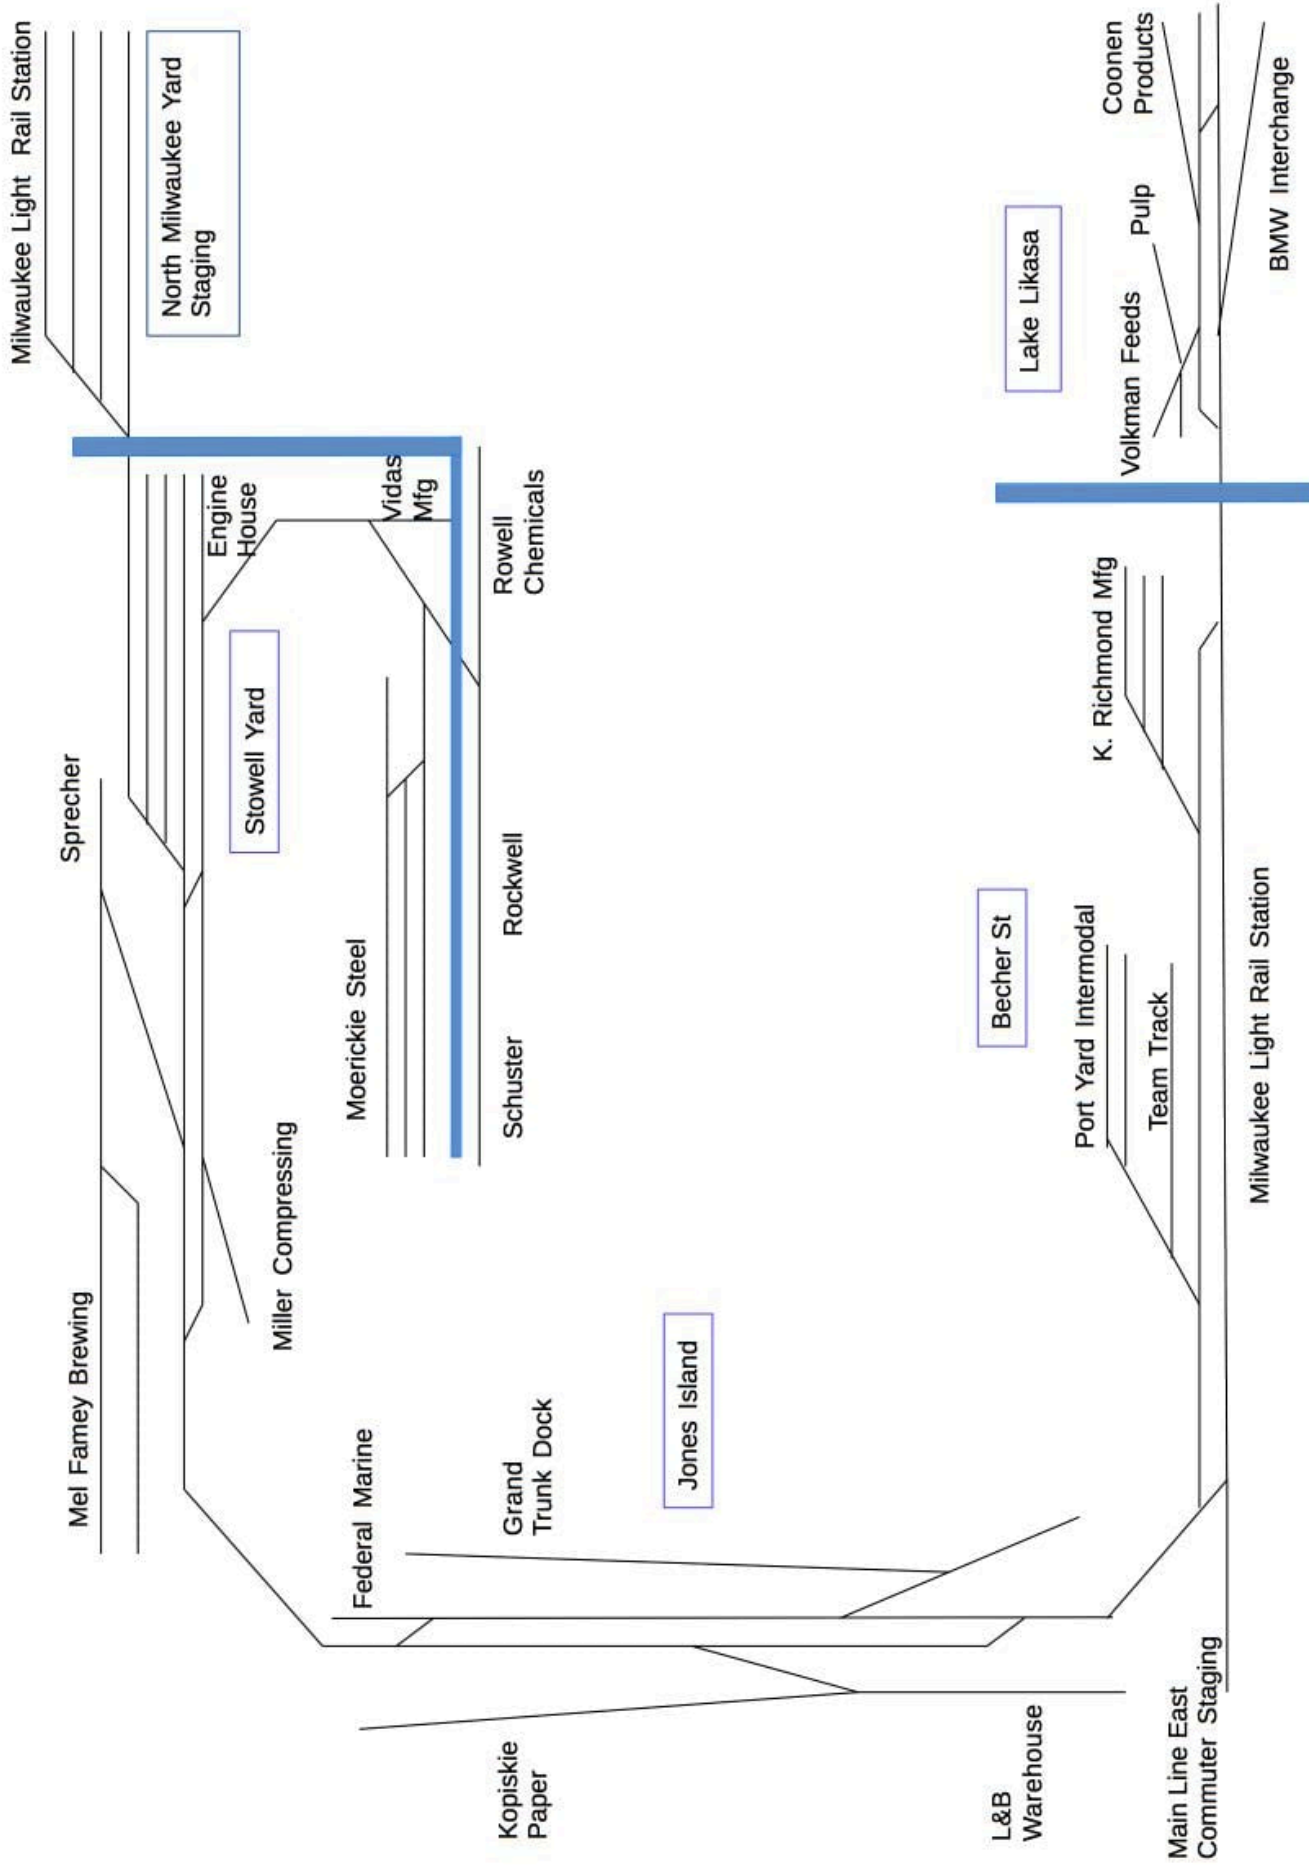 Milwaukee Light Rail Station
North Milwaukee Yard
Staging
Sprecher
Engine
House
Vidas
Mfg
Rowell
Chemicals
Stowell Yard
Mel Famey Brewing
Miller Compressing
Moerickie Steel
Schuster
Rockwell
Federal Marine
Grand
Trunk Dock
Jones Island
Kopiskie
Paper
L&B
Warehouse
Main Line East
Commuter Staging
Becher St
Port Yard Intermodal
Team Track
K. Richmond Mfg
Milwaukee Light Rail Station
Lake Likasa
Volkman Feeds
Pulp
Coonen
Products
BMW Interchange